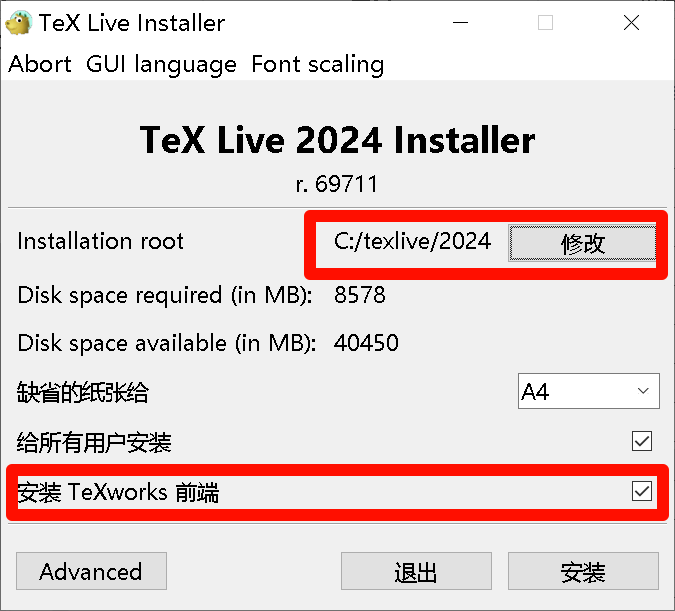 TeX Live Installer
Abort GUI language Font scaling
TeX Live 2024 Installer
r. 69711
Installation root C:/texlive/2024 修改
Disk space required (in MB): 8578
Disk space available (in MB): 40450
缺省的纸张给 A4
给所有用户安装
安装 TeXworks 前端
Advanced 退出 安装